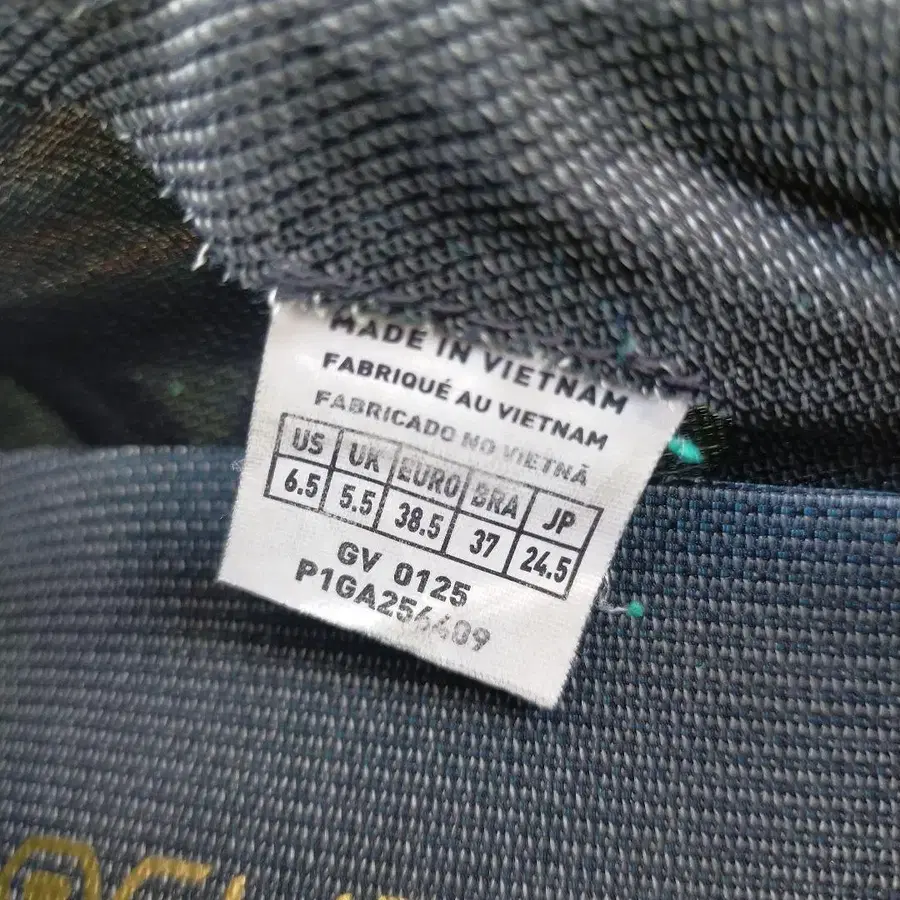 MADE IN VIETNAM
FABRIQUÉ AU VIETNAM
FABRICADO NO VIETNÃ
US UK EURO BRA JP
6.5 5.5 38.5 37 24.5
GV 0125
P1GA256409